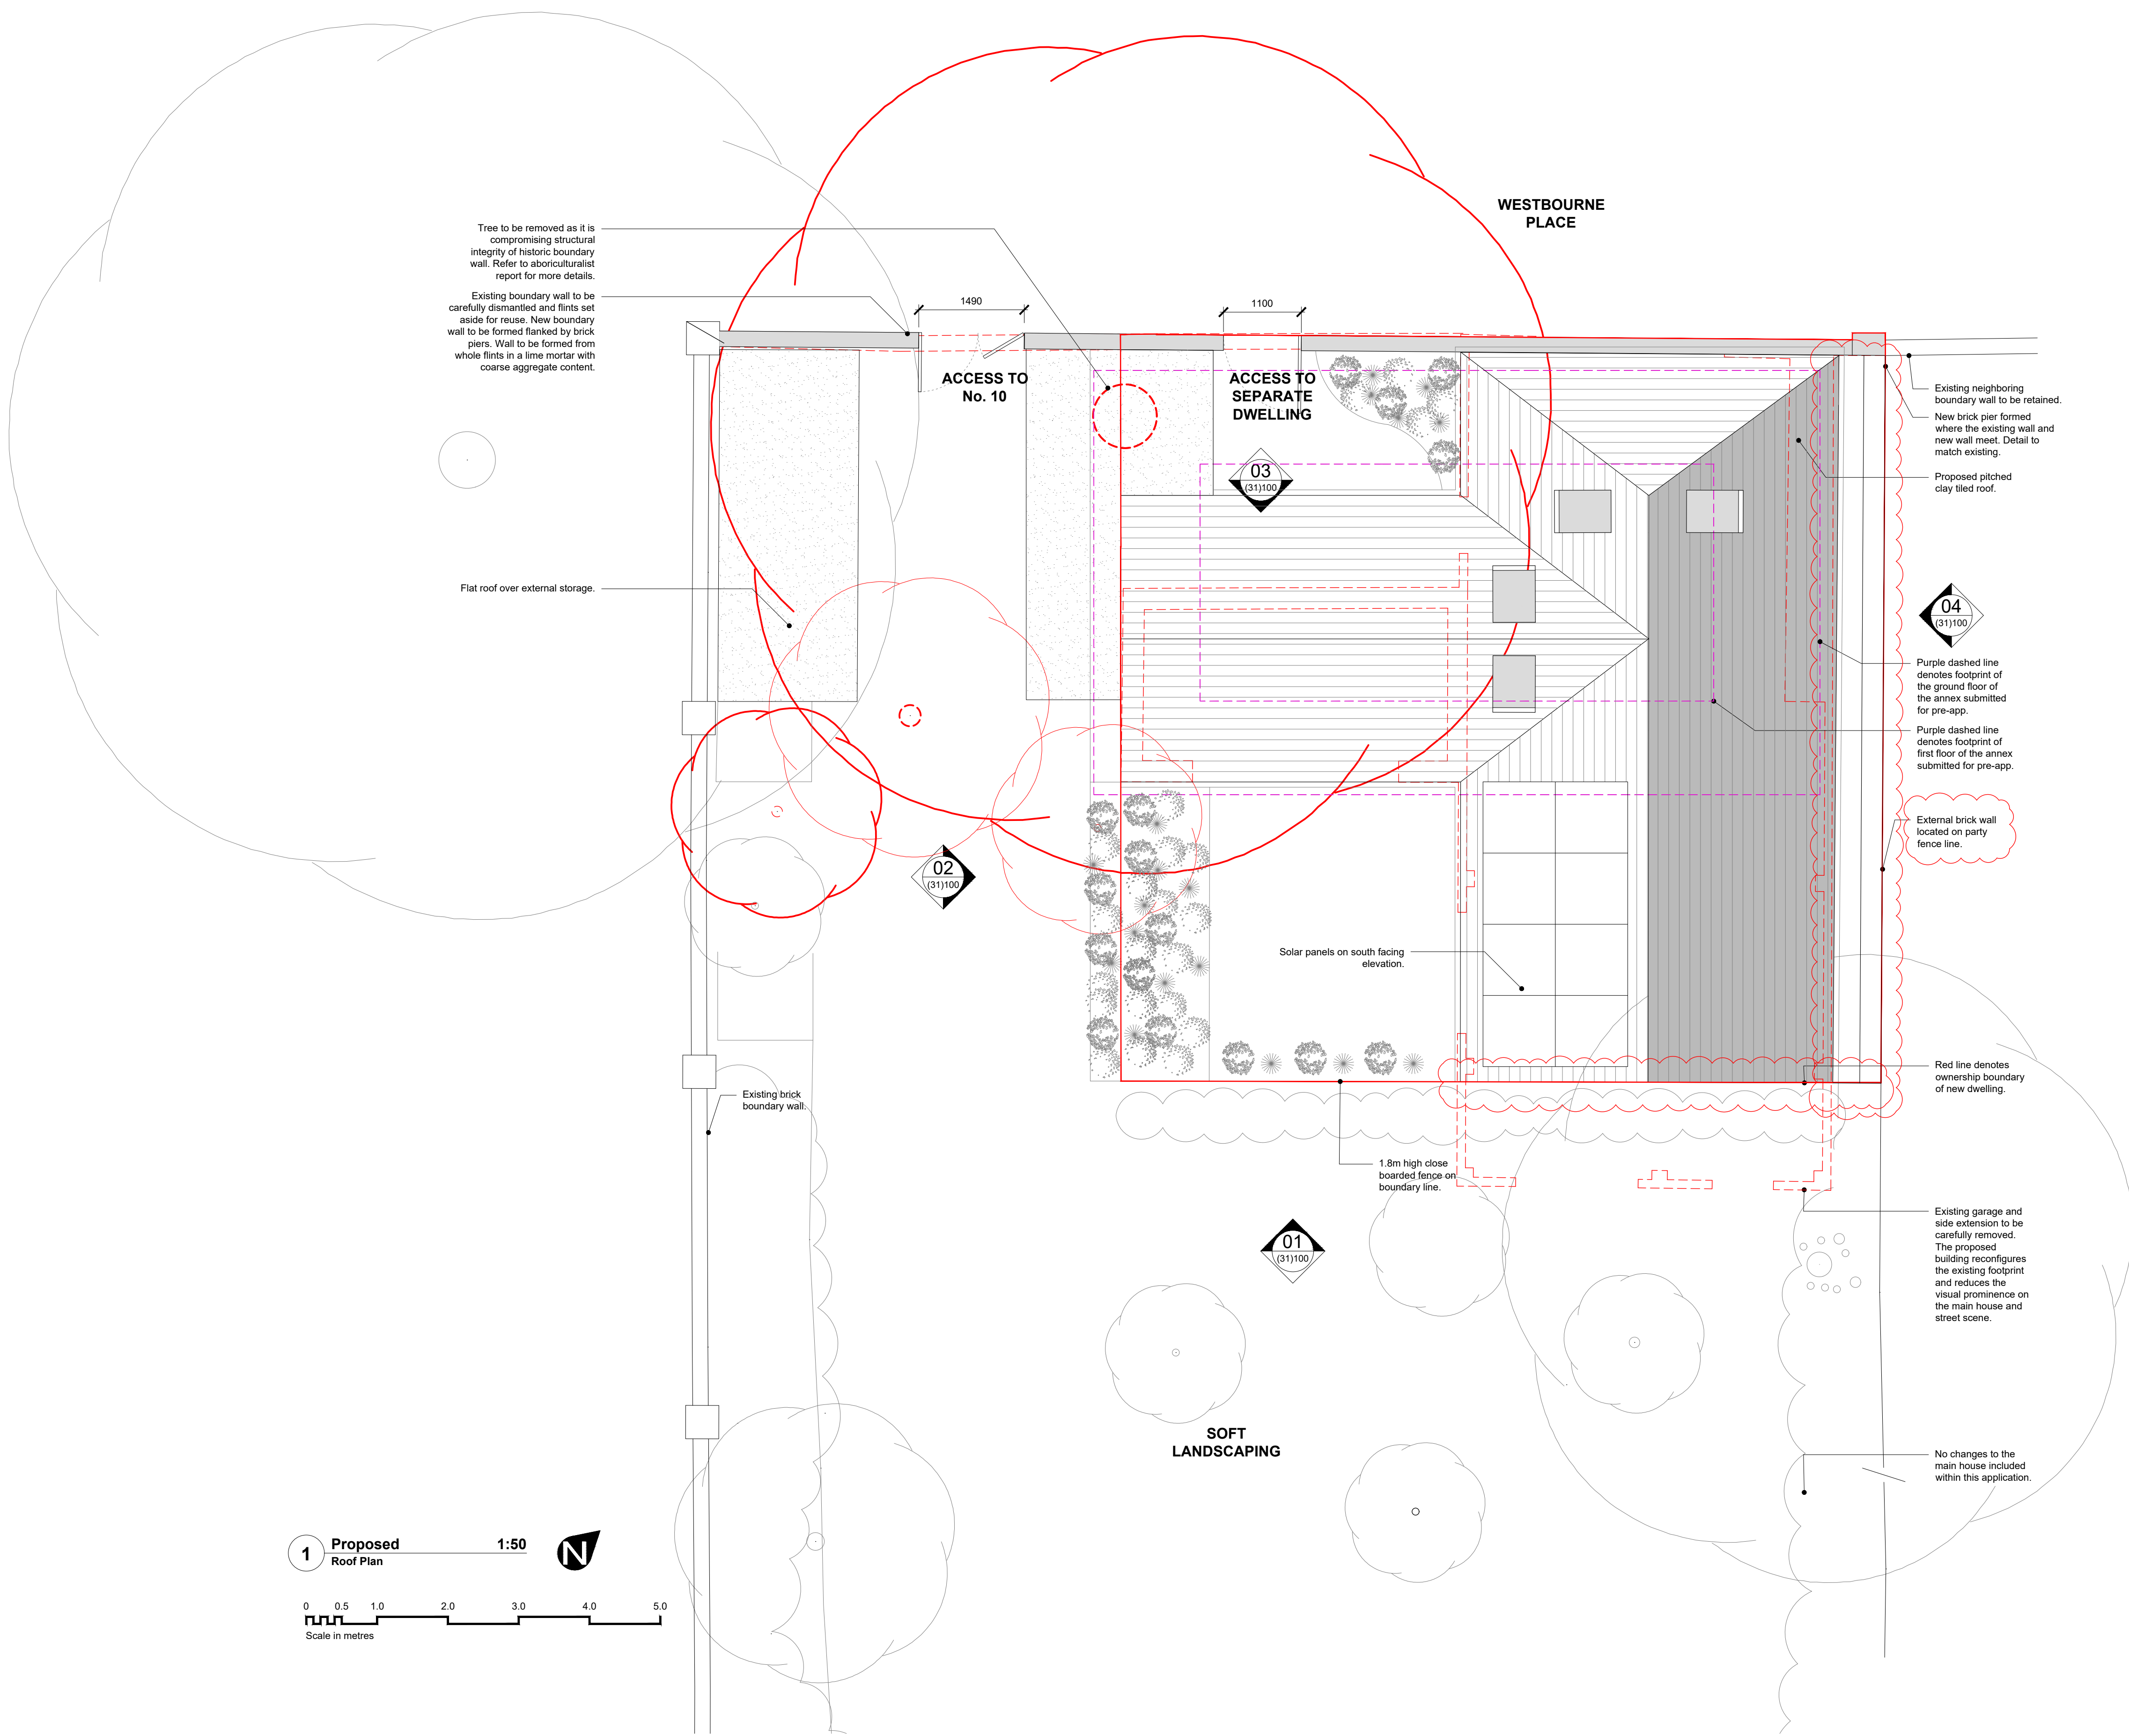 WESTBOURNE
PLACE
Tree to be removed as it is
compromising structural
integrity of historic boundary
wall. Refer to aboriculturalist
report for more details.
Existing boundary wall to be
carefully dismantled and flints set
aside for reuse. New boundary
wall to be formed flanked by brick
piers. Wall to be formed from
whole flints in a lime mortar with
coarse aggregate content.
1490
1100
ACCESS TO
No. 10
ACCESS TO
SEPARATE
DWELLING
Existing neighboring
boundary wall to be retained.
New brick pier formed
where the existing wall and
new wall meet. Detail to
match existing.
Proposed pitched
clay tiled roof.
03
(31)100
Flat roof over external storage.
04
(31)100
Purple dashed line
denotes footprint of
the ground floor of
the annex submitted
for pre-app.
Purple dashed line
denotes footprint of
first floor of the annex
submitted for pre-app.
External brick wall
located on party
fence line.
02
(31)100
Solar panels on south facing
elevation.
Red line denotes
ownership boundary
of new dwelling.
Existing brick
boundary wall.
1.8m high close
boarded fence on
boundary line.
01
(31)100
Existing garage and
side extension to be
carefully removed.
The proposed
building reconfigures
the existing footprint
and reduces the
visual prominence on
the main house and
street scene.
SOFT
LANDSCAPING
No changes to the
main house included
within this application.
1
Proposed 1:50
Roof Plan
N
0 0.5 1.0 2.0 3.0 4.0 5.0
Scale in metres